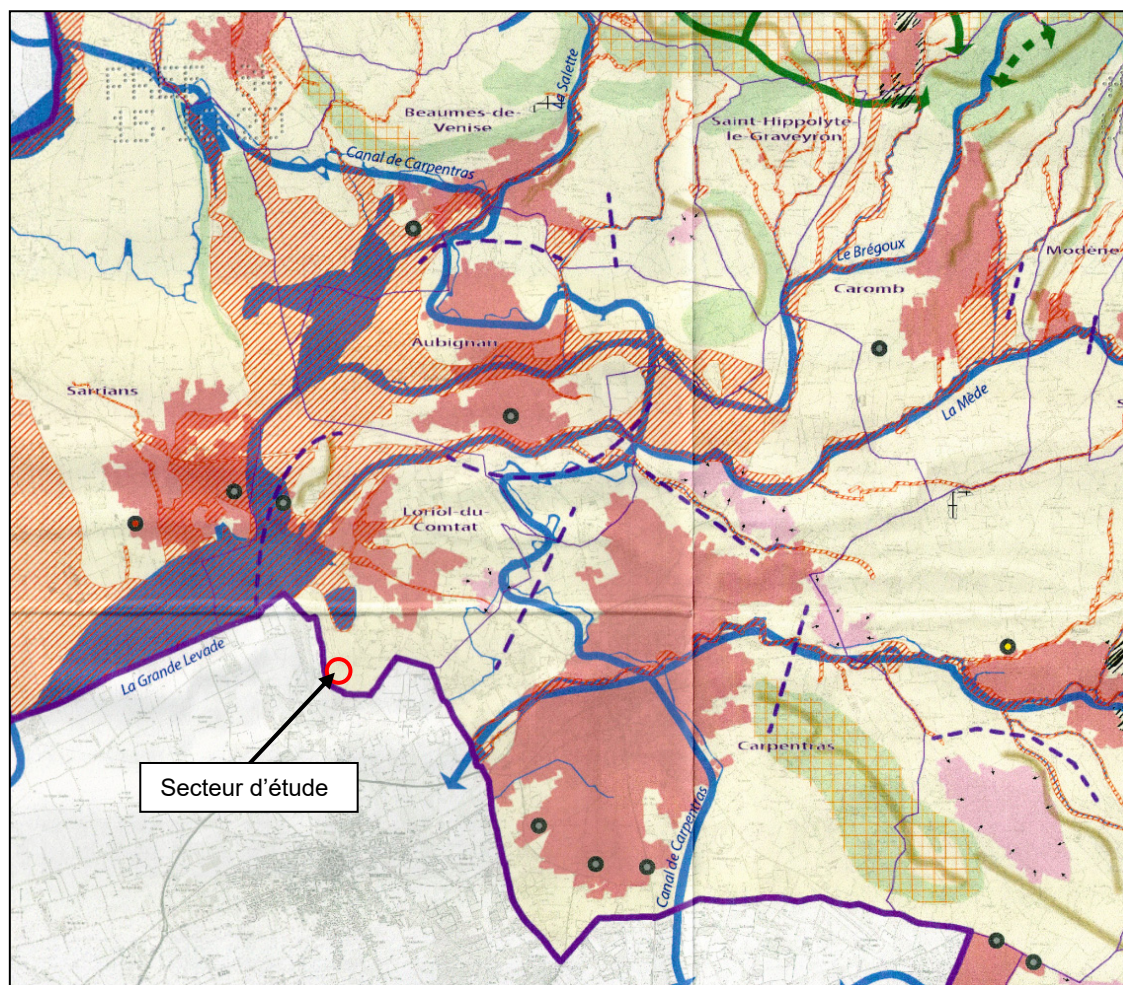 Beaumes-de-
Venise
La Salette
Saint-Hippolyte-
le-Graveyron
Canal de Carpentras
Le Brégoux
Modène
Caromb
Aubignan
Sarrians
La Mède
Loriol-du-
Comtat
La Grande Levade
Carpentras
Secteur d'étude
Canal de Carpentras